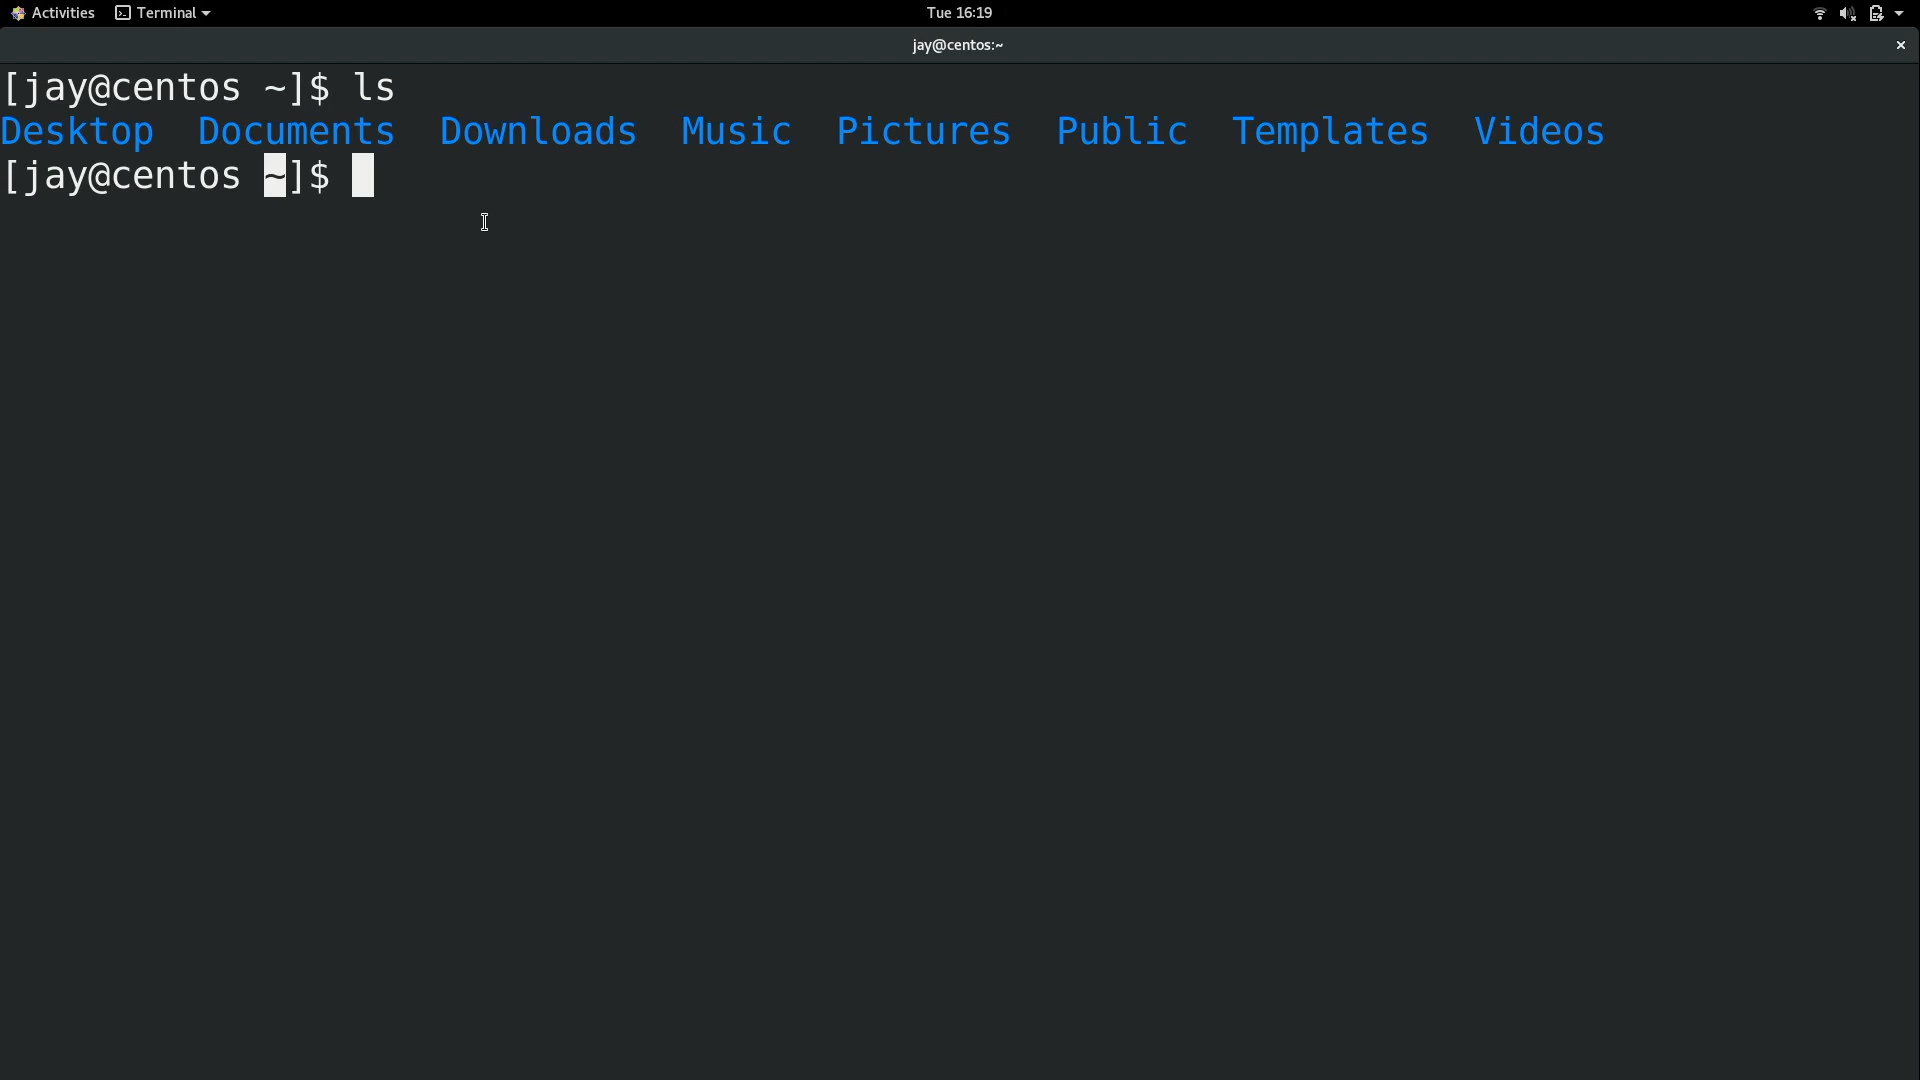 Activities Terminal Tue 16:19
jay@centos:~
[jay@centos ~]$ ls
Desktop Documents Downloads Music Pictures Public Templates Videos
[jay@centos ~]$